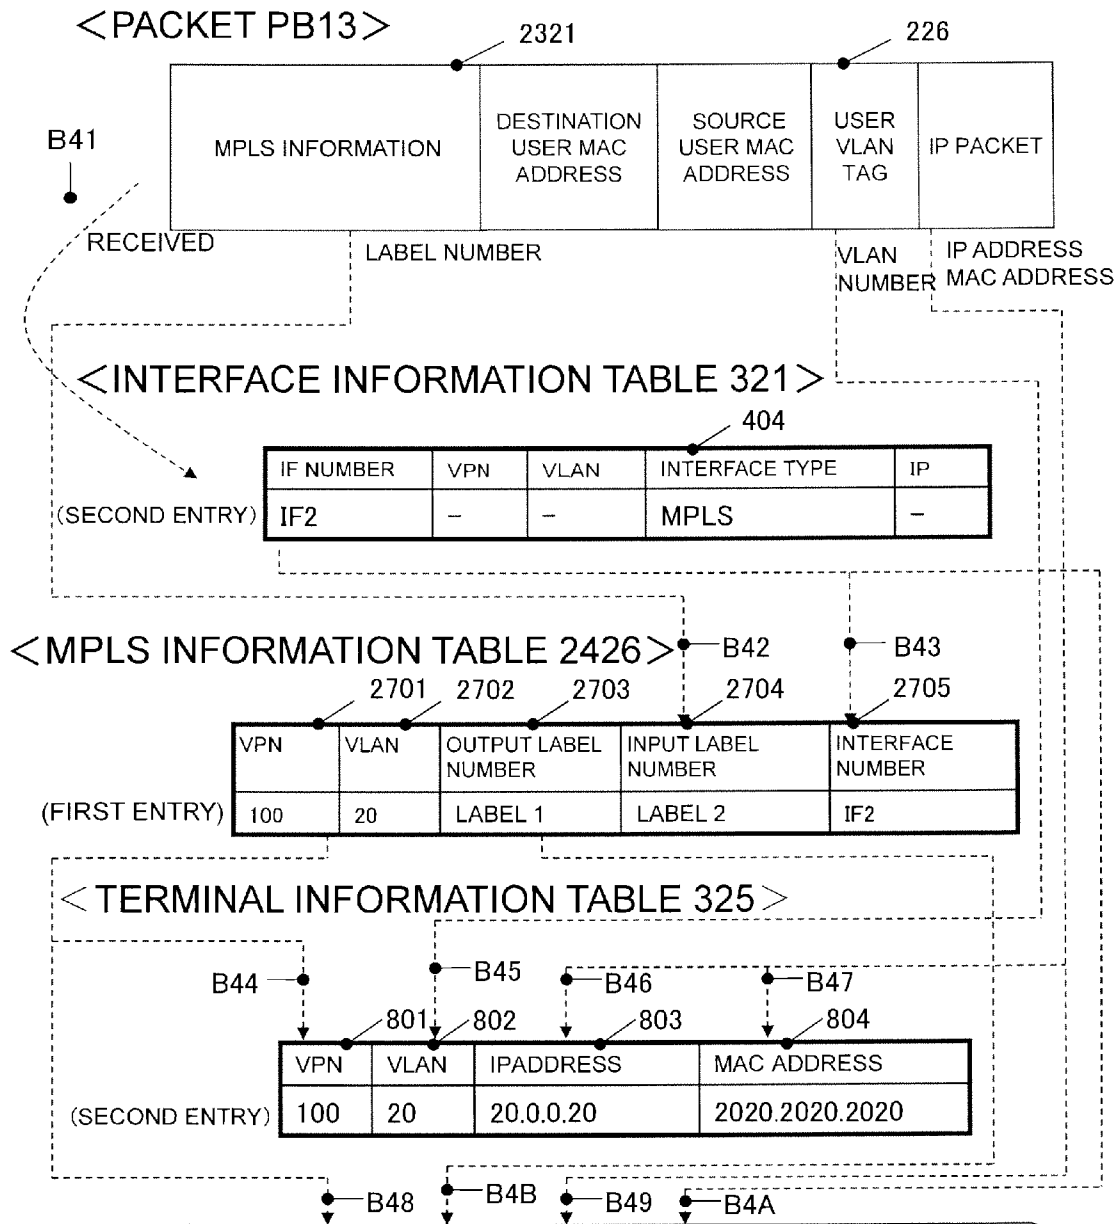 <PACKET PB13>
2321
226
B41
MPLS INFORMATION
DESTINATION
USER MAC
ADDRESS
SOURCE
USER MAC
ADDRESS
USER
VLAN
TAG
IP PACKET
RECEIVED
LABEL NUMBER
VLAN
NUMBER
IP ADDRESS
MAC ADDRESS
<INTERFACE INFORMATION TABLE 321>
404
IF NUMBER VPN VLAN INTERFACE TYPE IP
(SECOND ENTRY) IF2 – – MPLS –
<MPLS INFORMATION TABLE 2426>
B42
B43
2701 2702 2703 2704 2705
VPN VLAN OUTPUT LABEL
NUMBER
INPUT LABEL
NUMBER
INTERFACE
NUMBER
(FIRST ENTRY) 100 20 LABEL 1 LABEL 2 IF2
<TERMINAL INFORMATION TABLE 325>
B44 B45 B46 B47
801 802 803 804
VPN VLAN IPADDRESS MAC ADDRESS
(SECOND ENTRY) 100 20 20.0.0.20 2020.2020.2020
B48 B4B B49 B4A